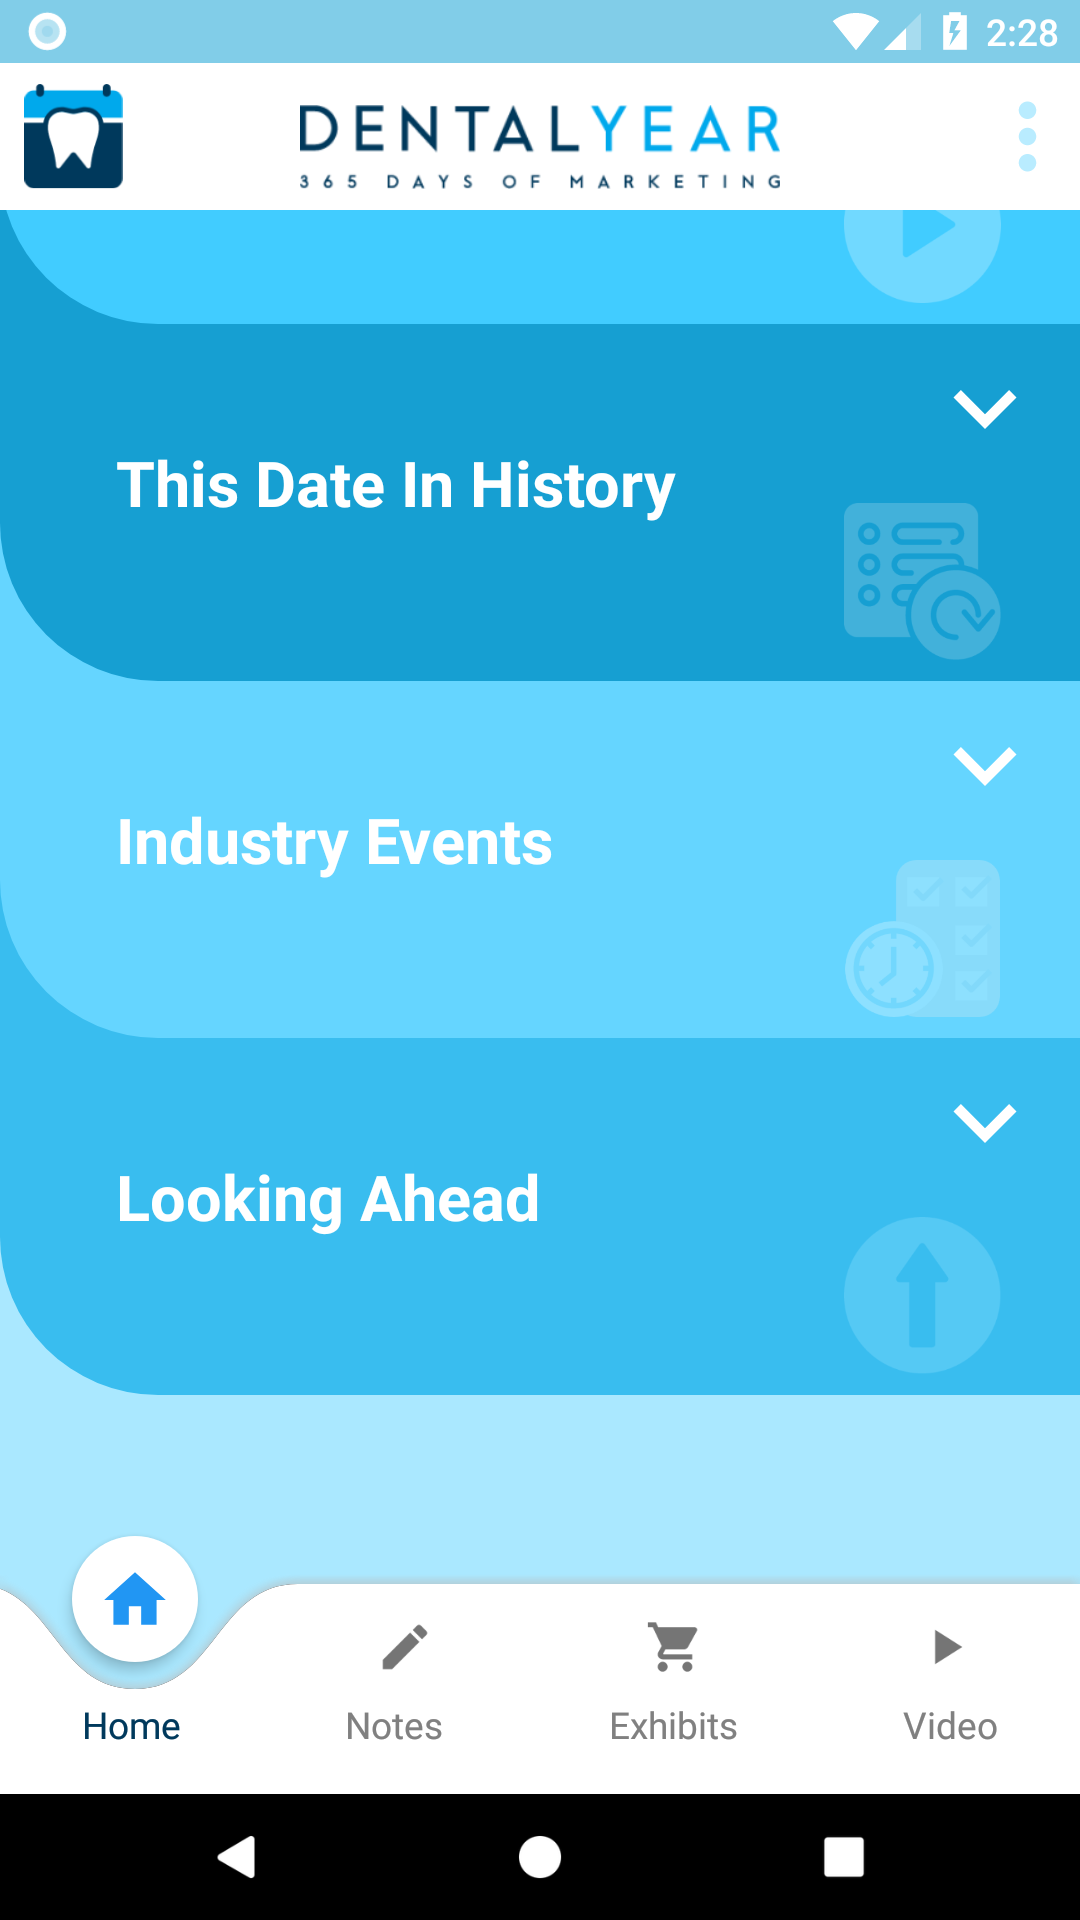 2:28
DENTALYEAR
365 DAYS OF MARKETING
This Date In History
Industry Events
Looking Ahead
Home
Notes
Exhibits
Video